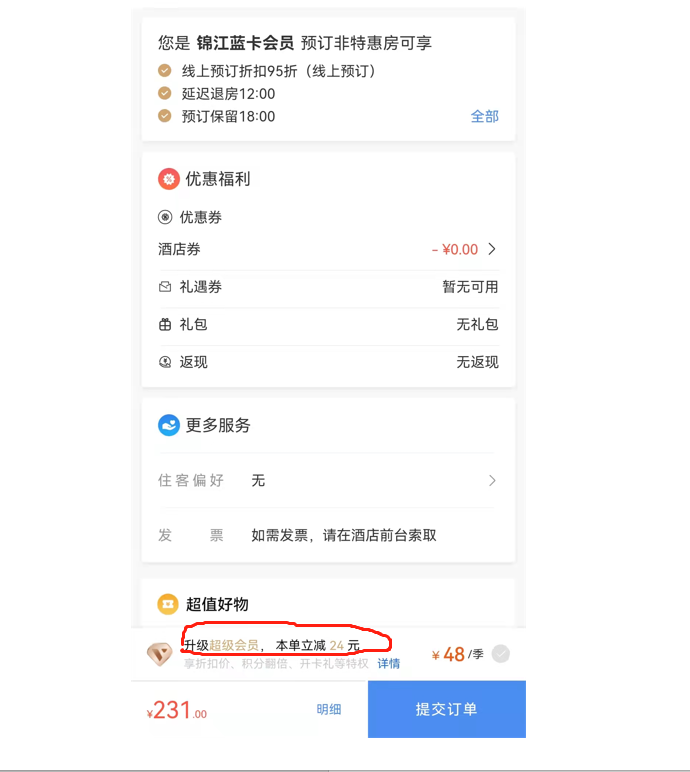 您是 锦江蓝卡会员 预订非特惠房可享
线上预订折扣95折（线上预订）
延迟退房12:00
预订保留18:00 全部
优惠福利
优惠券
酒店券 - ¥0.00
礼遇券 暂无可用
礼包 无礼包
返现 无返现
更多服务
住客偏好 无
发票 如需发票，请在酒店前台索取
超值好物
升级超级会员，本单立减 24 元
享折扣价、积分翻倍、开卡礼等特权 详情
¥ 48 /季
¥231.00 明细 提交订单